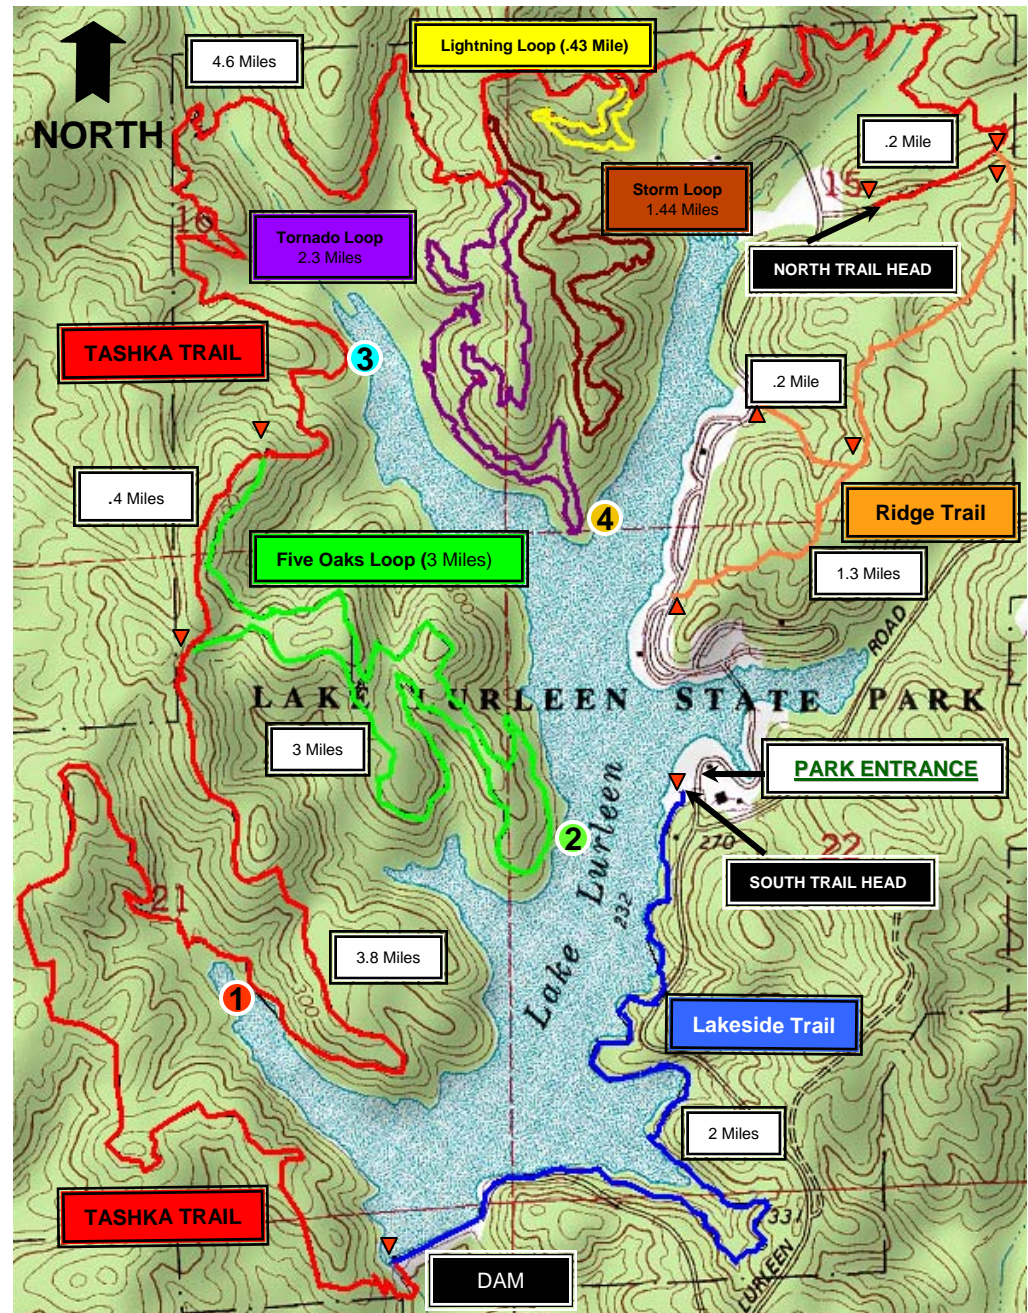 4.6 Miles
Lightning Loop (.43 Mile)
NORTH
.2 Mile
15
Storm Loop
1.44 Miles
16
Tornado Loop
2.3 Miles
NORTH TRAIL HEAD
TASHKA TRAIL
3
.2 Mile
.4 Miles
4
Ridge Trail
Five Oaks Loop (3 Miles)
1.3 Miles
ROAD
LAKE LURLEEN STATE PARK
3 Miles
PARK ENTRANCE
2
270
22
SOUTH TRAIL HEAD
Lake Lurleen
232
21
3.8 Miles
1
300
Lakeside Trail
2 Miles
TASHKA TRAIL
331
DAM
LURLEEN